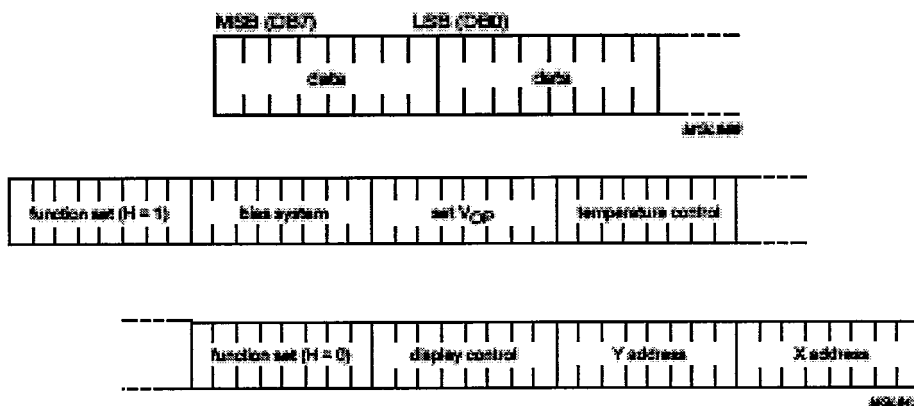 MSB (DB7) LSB (DB0)
data data
function set (H = 1) bias system set VOP temperature control
function set (H = 0) display control Y address X address